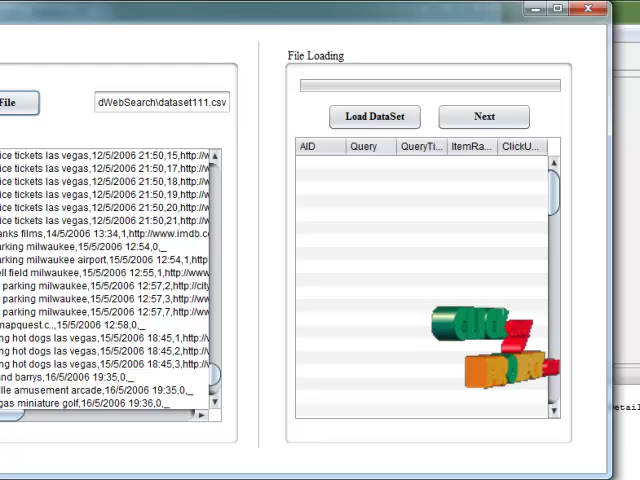 File Loading
File
dWebSearch\dataset111.csv
Load DataSet
Next
AID
Query
QueryTi...
ItemRa...
ClickU...
ice tickets las vegas,12/5/2006 21:50,15,http://w
ice tickets las vegas,12/5/2006 21:50,17,http://w
ice tickets las vegas,12/5/2006 21:50,18,http://w
ice tickets las vegas,12/5/2006 21:50,19,http://w
ice tickets las vegas,12/5/2006 21:50,20,http://w
ice tickets las vegas,12/5/2006 21:50,21,http://w
anks films,14/5/2006 13:34,1,http://www.imdb.c
arking milwaukee,15/5/2006 12:54,0,_
arking milwaukee airport,15/5/2006 12:54,1,http
ell field milwaukee,15/5/2006 12:55,1,http://www
parking milwaukee,15/5/2006 12:57,2,http://city
parking milwaukee,15/5/2006 12:57,3,http://ww
parking milwaukee,15/5/2006 12:57,7,http://ww
mapquest.c..,15/5/2006 12:58,0,_
ng hot dogs las vegas,15/5/2006 18:45,1,http://
ng hot dogs las vegas,15/5/2006 18:45,2,http://
ng hot dogs las vegas,15/5/2006 18:45,3,http://
and barrys,16/5/2006 19:35,0,_
ille amusement arcade,16/5/2006 19:35,0,_
gas miniature golf,16/5/2006 19:36,0,_
etail